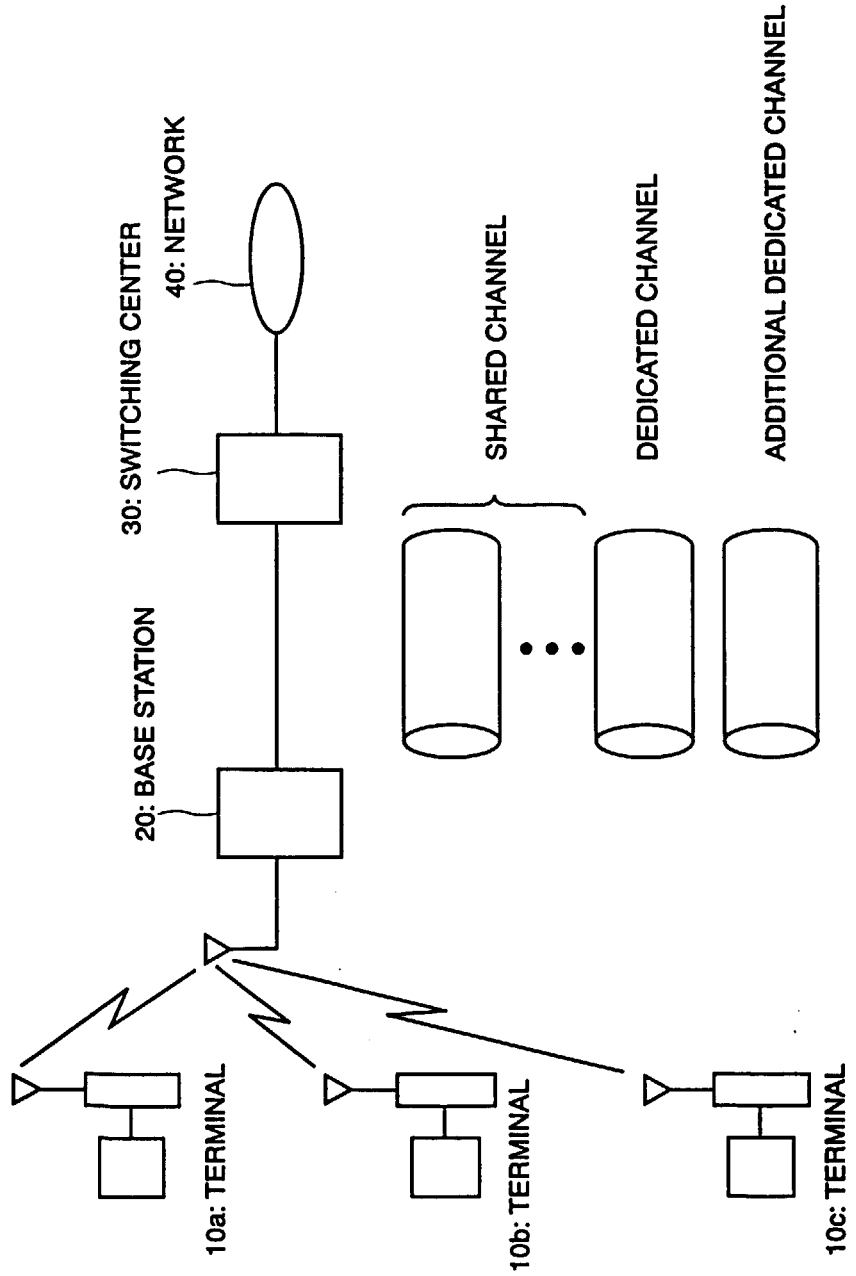 10a: TERMINAL
10b: TERMINAL
10c: TERMINAL
20: BASE STATION
30: SWITCHING CENTER
40: NETWORK
SHARED CHANNEL
DEDICATED CHANNEL
ADDITIONAL DEDICATED CHANNEL